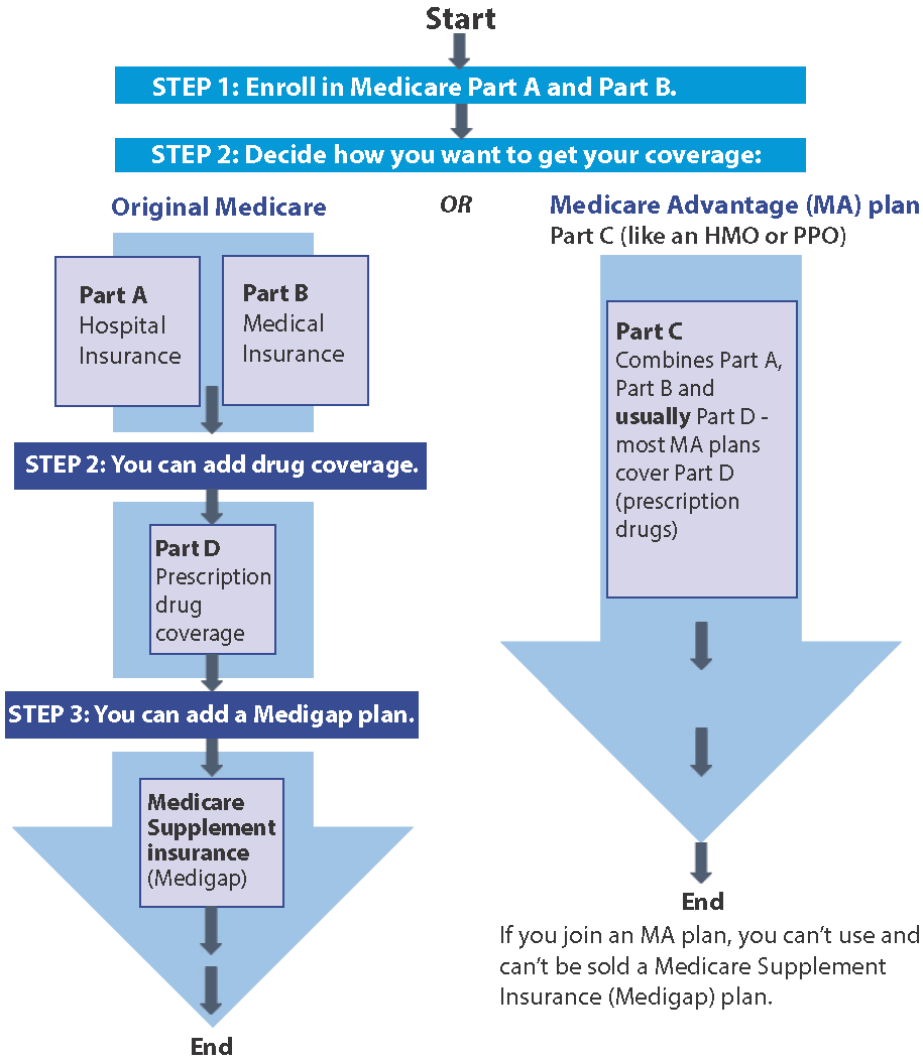 Start
STEP 1: Enroll in Medicare Part A and Part B.
STEP 2: Decide how you want to get your coverage:
Original Medicare
Part A
Hospital
Insurance
Part B
Medical
Insurance
STEP 2: You can add drug coverage.
Part D
Prescription
drug
coverage
STEP 3: You can add a Medigap plan.
Medicare
Supplement
insurance
(Medigap)
End
OR
Medicare Advantage (MA) plan
Part C (like an HMO or PPO)
Part C
Combines Part A,
Part B and
usually Part D -
most MA plans
cover Part D
(prescription
drugs)
End
If you join an MA plan, you can’t use and
can’t be sold a Medicare Supplement
Insurance (Medigap) plan.